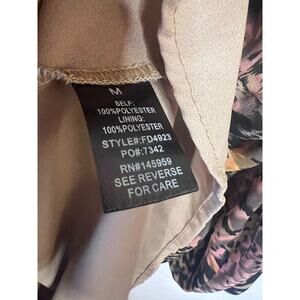 M
SELF:
100%POLYESTER
LINING:
100%POLYESTER
STYLE#:FD4923
PO#:7342
RN#145959
SEE REVERSE
FOR CARE